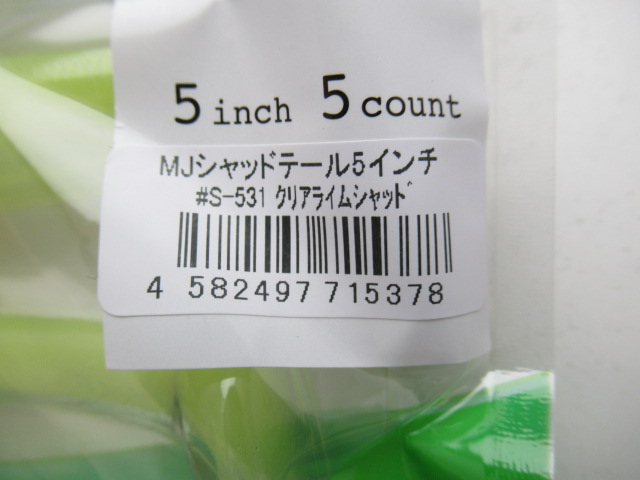 5 inch 5 count
MJシャッドテール5インチ
#S-531 ｸﾘｱﾗｲﾑｼｬｯﾄﾞ
4 582497 715378